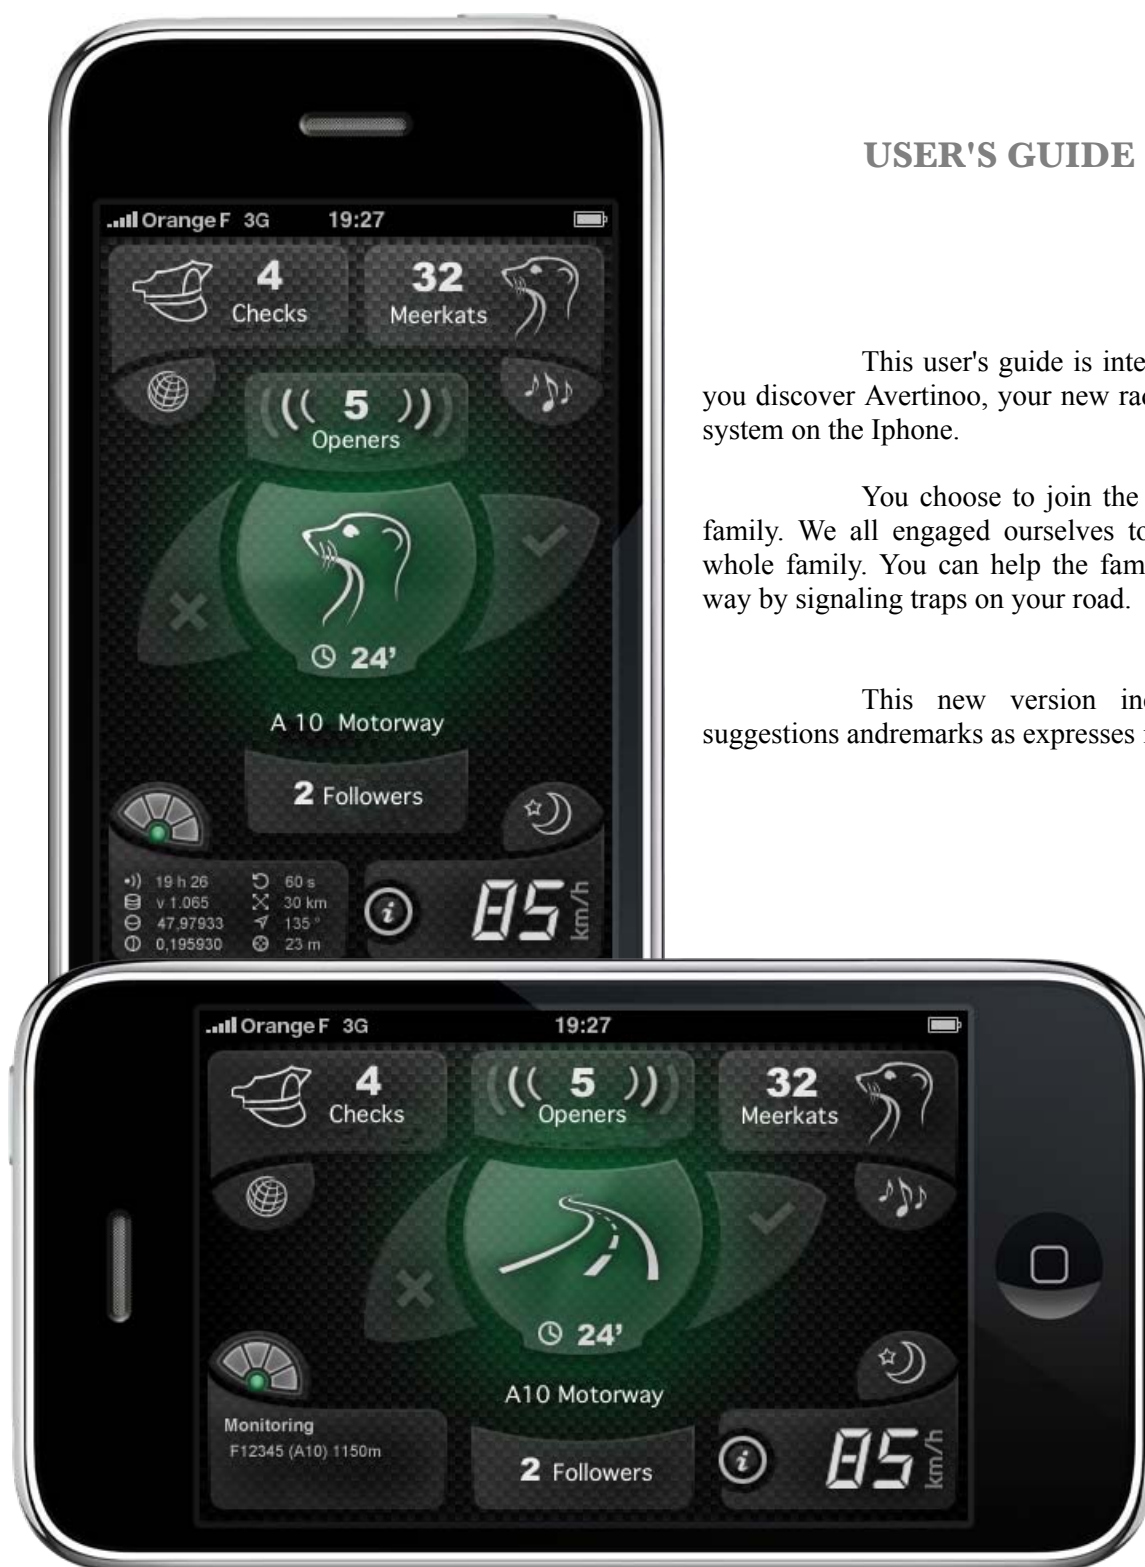 USER'S GUIDE
Orange F 3G 19:27
4
Checks
32
Meerkats
5
Openers
24'
A 10 Motorway
2 Followers
19 h 26 60 s
v 1.065 30 km
47,97933 135 °
0,195930 23 m
i
85 km/h
This user's guide is inte
you discover Avertinoo, your new rad
system on the Iphone.
You choose to join the
family. We all engaged ourselves to
whole family. You can help the fam
way by signaling traps on your road.
This new version inc
suggestions andremarks as expresses
Orange F 3G 19:27
4
Checks
5
Openers
32
Meerkats
24'
A10 Motorway
Monitoring
F12345 (A10) 1150m
2 Followers
i
85 km/h